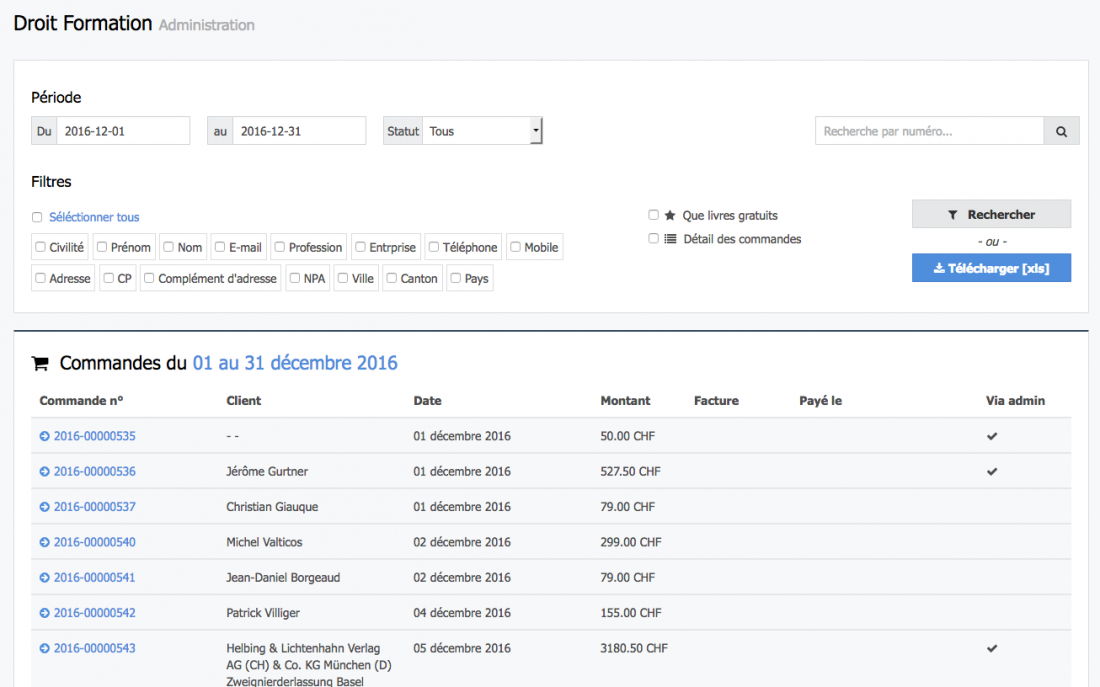 Droit Formation Administration
Période
Du 2016-12-01 au 2016-12-31 Statut Tous Recherche par numéro...
Filtres
Séléctionner tous
Civilité Prénom Nom E-mail Profession Entrprise Téléphone Mobile
Adresse CP Complément d'adresse NPA Ville Canton Pays
Que livres gratuits
Détail des commandes
Rechercher
- ou -
Télécharger [xls]
Commandes du 01 au 31 décembre 2016
Commande n° Client Date Montant Facture Payé le Via admin
2016-00000535 - - 01 décembre 2016 50.00 CHF
2016-00000536 Jérôme Gurtner 01 décembre 2016 527.50 CHF
2016-00000537 Christian Giauque 01 décembre 2016 79.00 CHF
2016-00000540 Michel Valticos 02 décembre 2016 299.00 CHF
2016-00000541 Jean-Daniel Borgeaud 02 décembre 2016 79.00 CHF
2016-00000542 Patrick Villiger 04 décembre 2016 155.00 CHF
2016-00000543 Helbing & Lichtenhahn Verlag 05 décembre 2016 3180.50 CHF
AG (CH) & Co. KG München (D)
Zweignierderlassung Basel